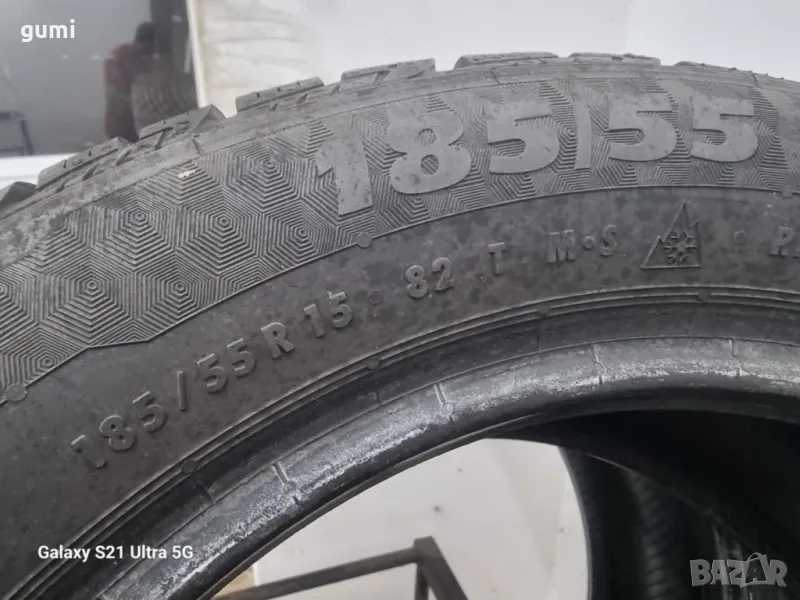 gumi
185/55
185/55 R 15 82 T M•S
Galaxy S21 Ultra 5G
BAZAR